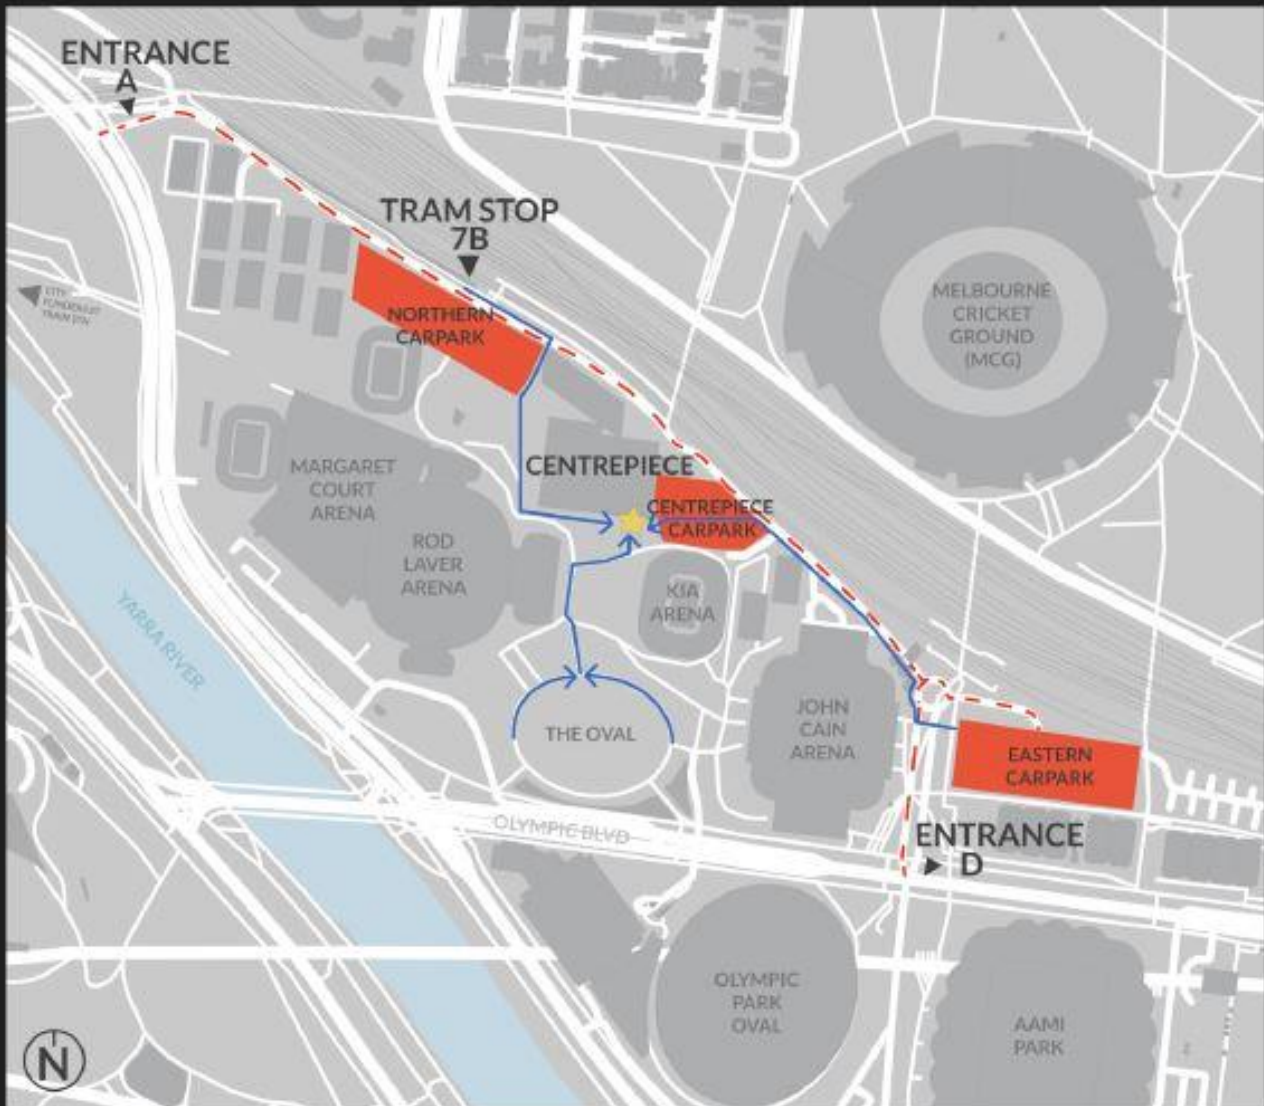 ENTRANCE
A
TRAM STOP
7B
CITY
TRAM
NORTHERN
CARPARK
MELBOURNE
CRICKET
GROUND
(MCG)
CENTREPIECE
MARGARET
COURT
ARENA
CENTREPIECE
CARPARK
ROD
LAVER
ARENA
KIA
ARENA
YARRA RIVER
THE OVAL
JOHN
CAIN
ARENA
EASTERN
CARPARK
OLYMPIC BLVD
ENTRANCE
D
OLYMPIC
PARK
OVAL
AAMI
PARK
N